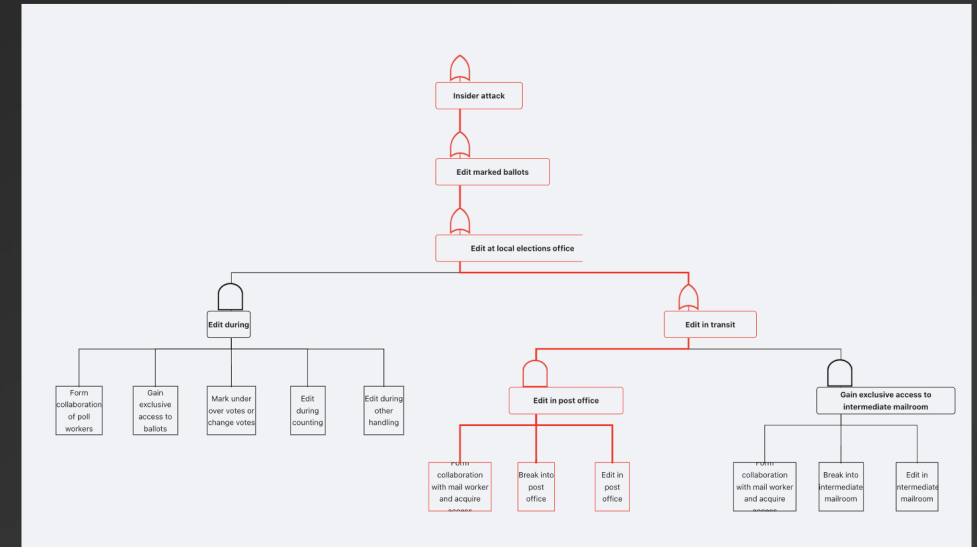 Insider attack
Edit marked ballots
Edit at local elections office
Edit during
Edit in transit
Form
collaboration
of poll
workers
Gain
exclusive
access to
ballots
Mark under
over votes or
change votes
Edit
during
counting
Edit during
other
handling
Edit in post office
Gain exclusive access to
intermediate mailroom
Form
collaboration
with mail worker
and acquire
access
Break into
post
office
Edit in
post
office
Form
collaboration
with mail worker
and acquire
access
Break into
intermediate
mailroom
Edit in
intermediate
mailroom